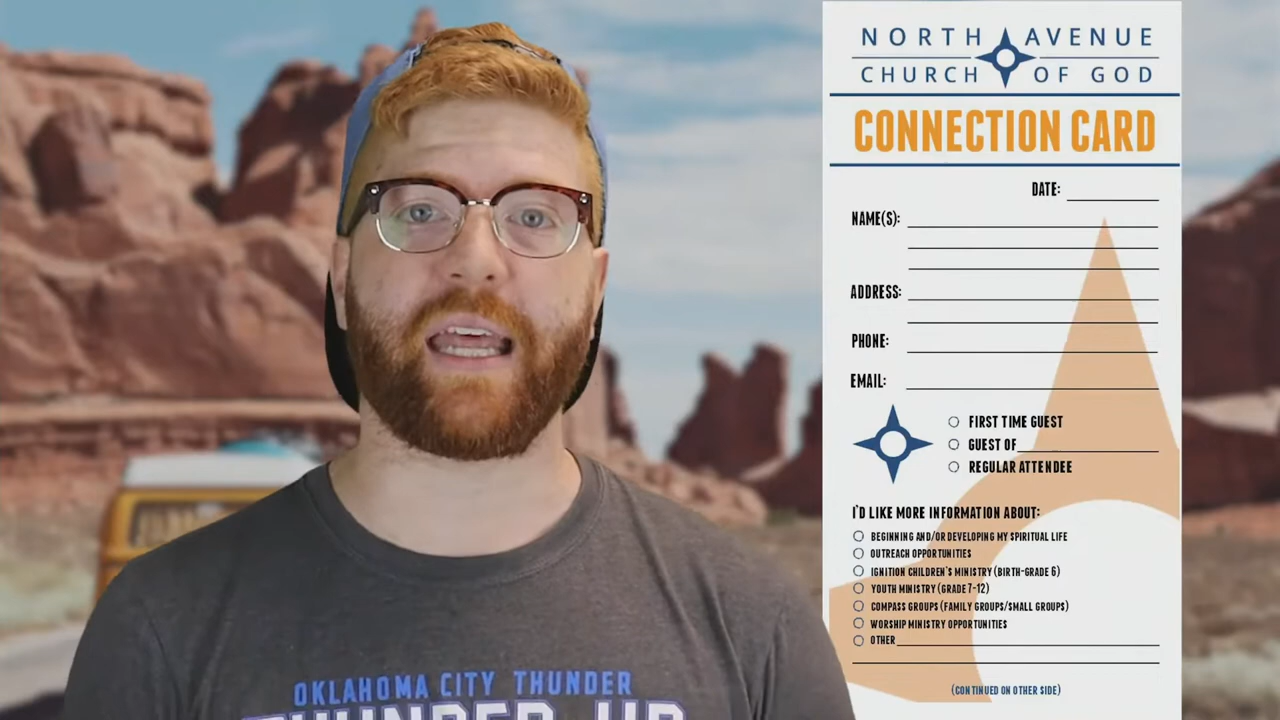 NORTH AVENUE
CHURCH OF GOD
CONNECTION CARD
DATE:
NAME(S):
ADDRESS:
PHONE:
EMAIL:
FIRST TIME GUEST
GUEST OF
REGULAR ATTENDEE
I'D LIKE MORE INFORMATION ABOUT:
BEGINNING AND/OR DEVELOPING MY SPIRITUAL LIFE
OUTREACH OPPORTUNITIES
IGNITION CHILDREN'S MINISTRY (BIRTH-GRADE 6)
YOUTH MINISTRY (GRADE 7-12)
COMPASS GROUPS (FAMILY GROUPS/SMALL GROUPS)
WORSHIP MINISTRY OPPORTUNITIES
OTHER
(CONTINUED ON OTHER SIDE)
OKLAHOMA CITY THUNDER
THUNDER UP